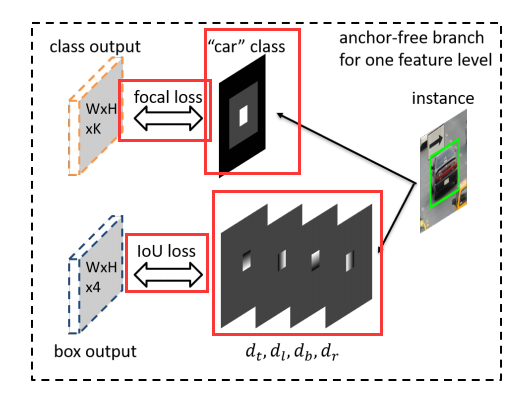 class output
"car" class
anchor-free branch
for one feature level
focal loss
instance
WxH
xK
IoU loss
WxH
x4
box output
d_t, d_l, d_b, d_r